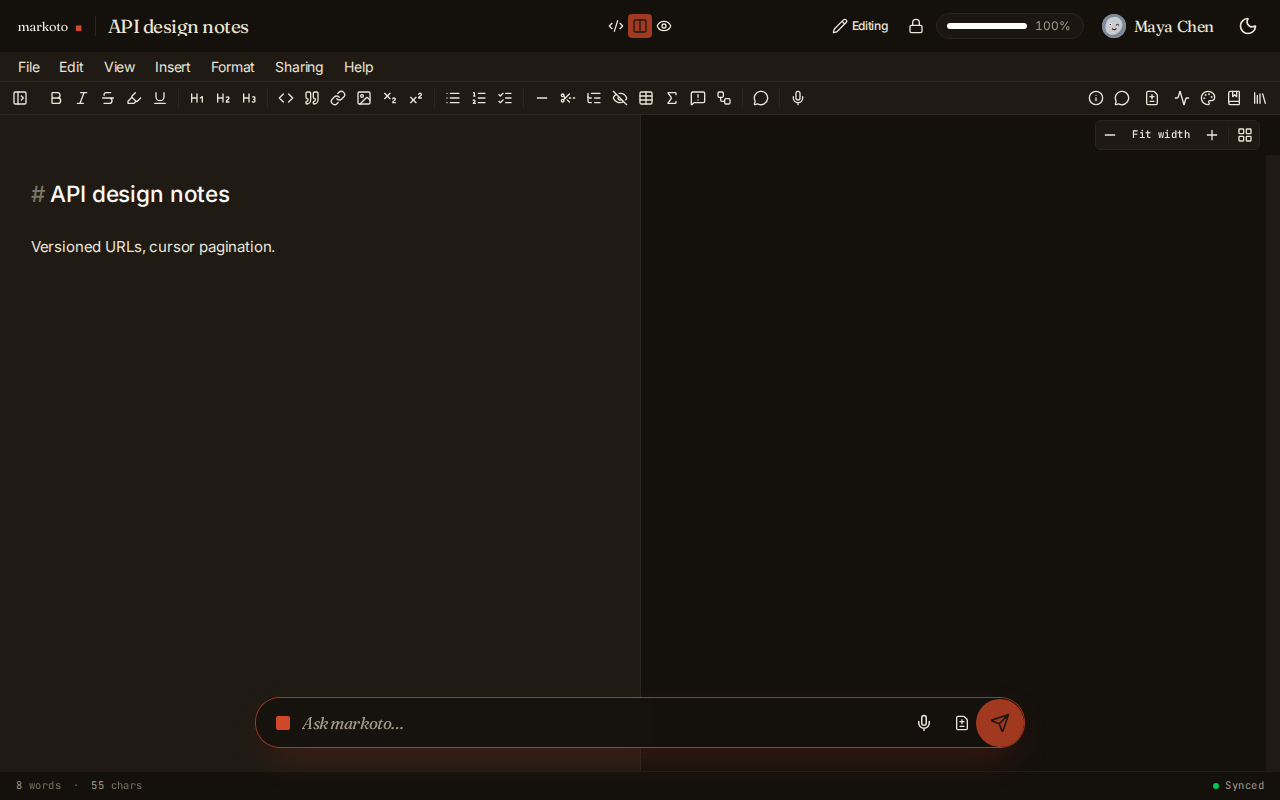 markoto
API design notes
Editing
100%
Maya Chen
File Edit View Insert Format Sharing Help
H1 H2 H3
Fit width
# API design notes
Versioned URLs, cursor pagination.
Ask markoto...
8 words · 55 chars
Synced